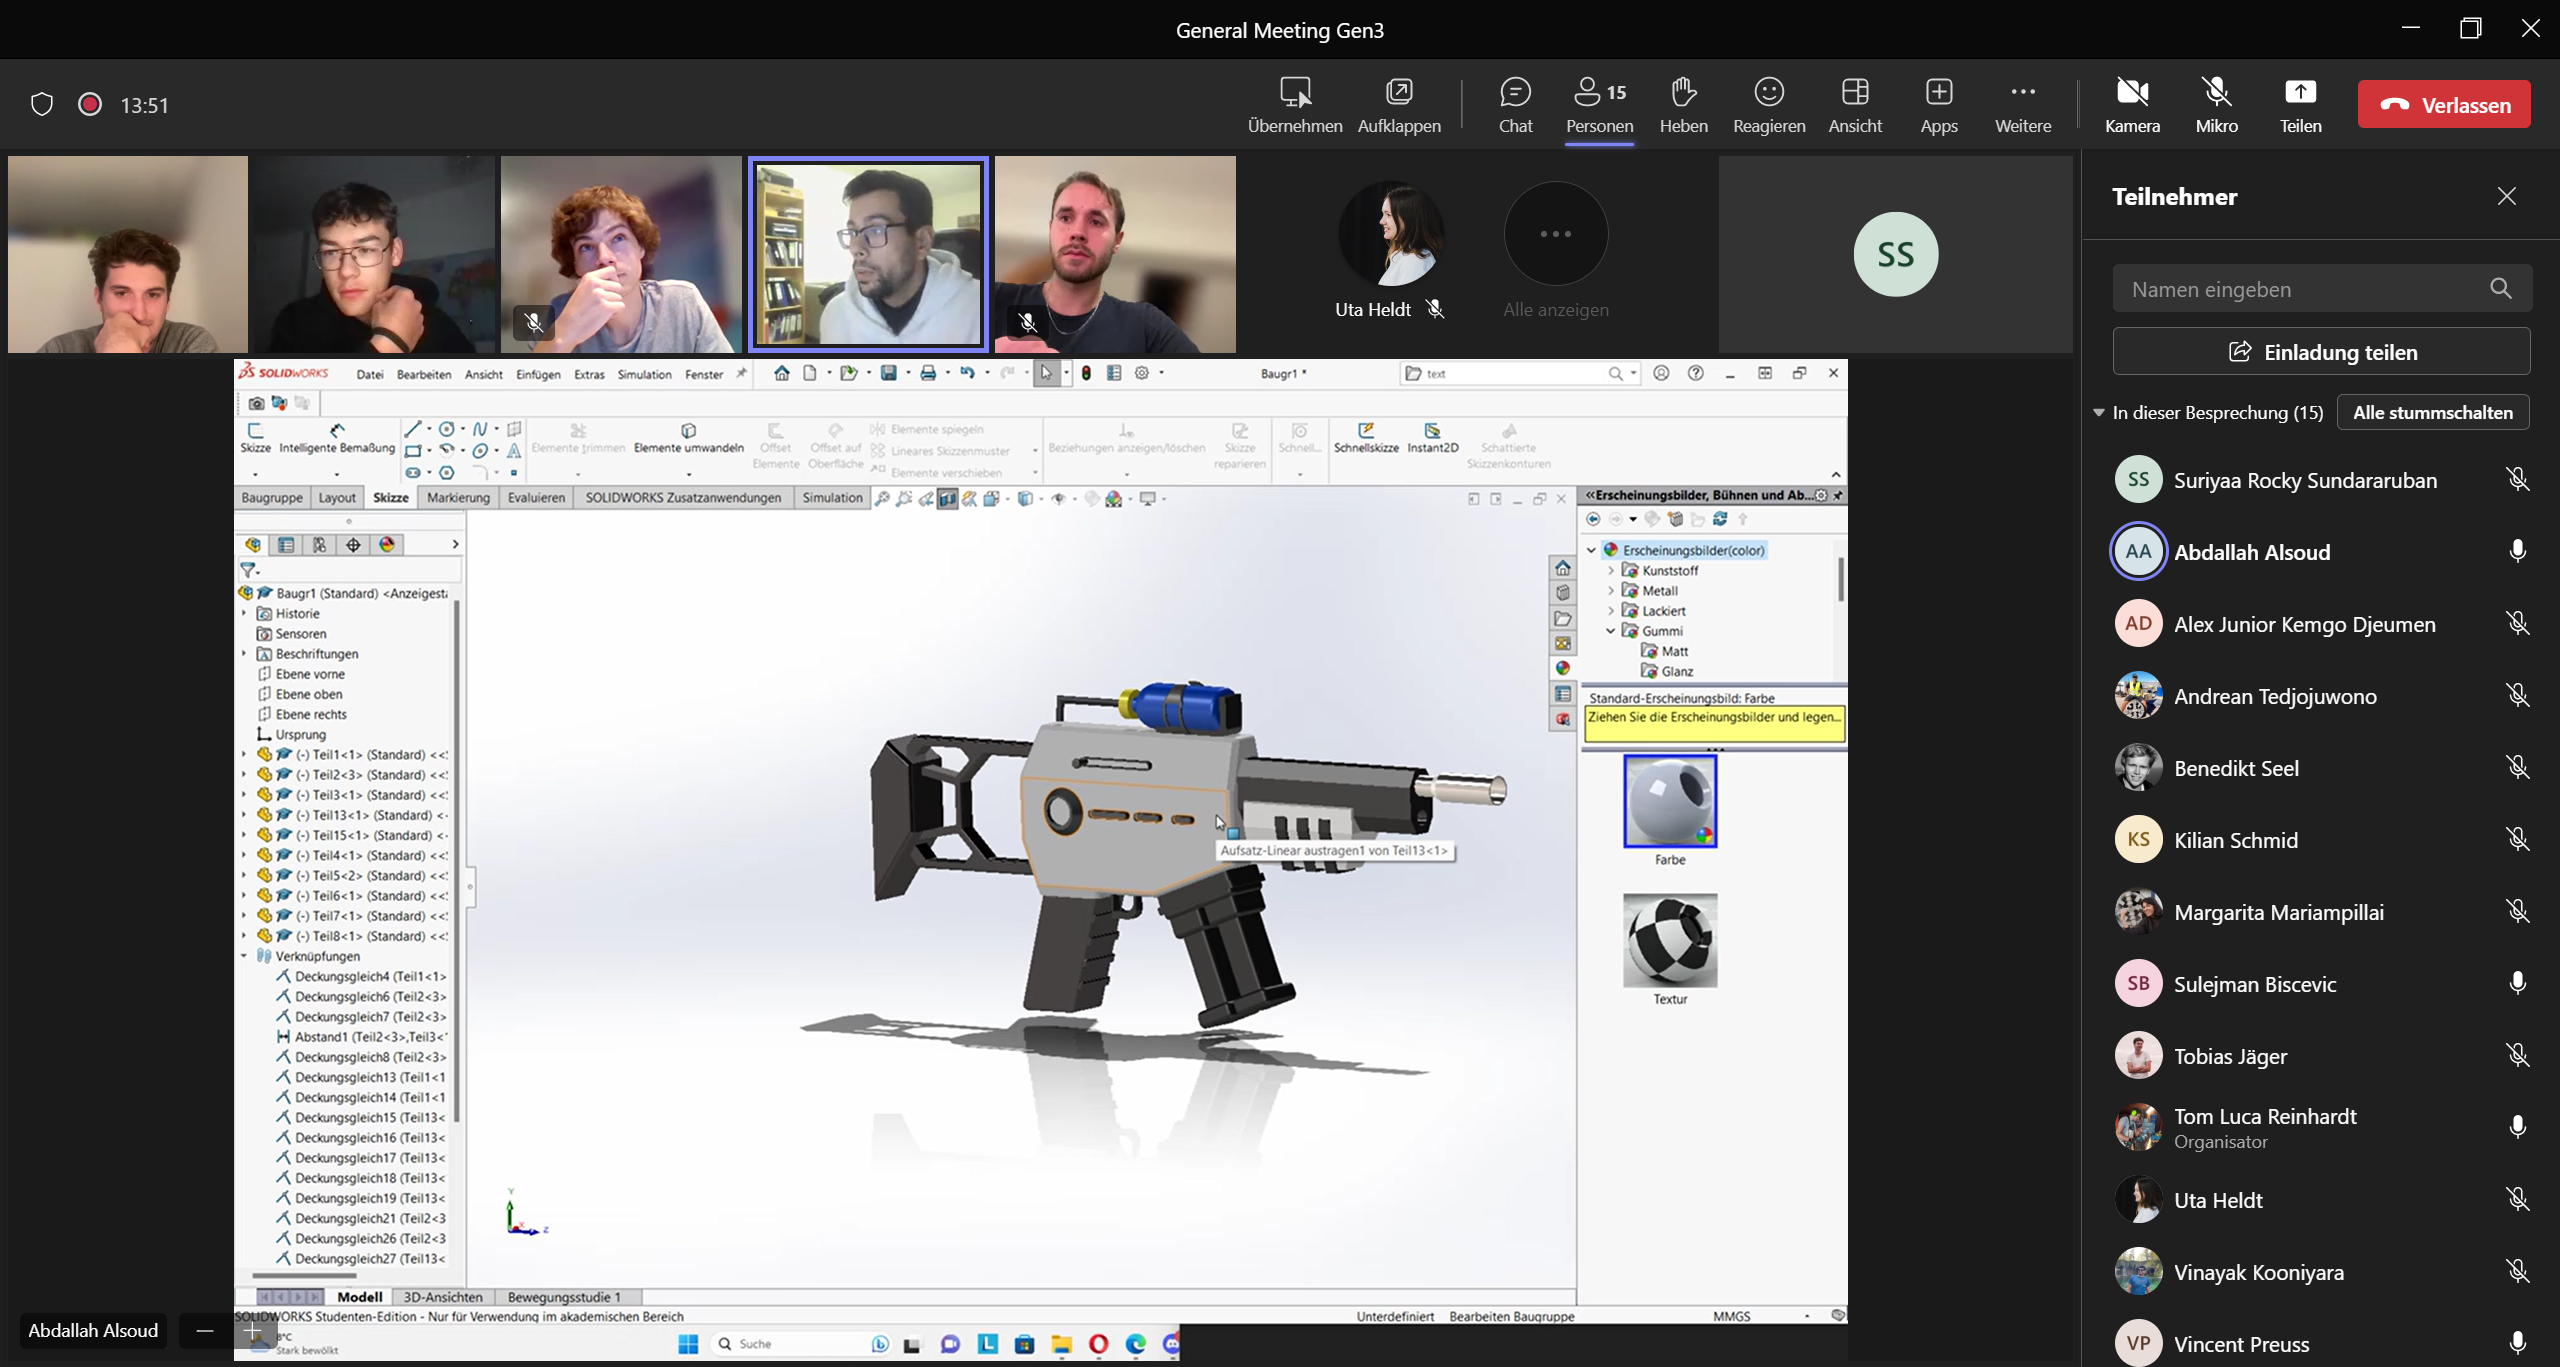 General Meeting Gen3
13:51
Übernehmen
Aufklappen
Chat
15
Personen
Heben
Reagieren
Ansicht
Apps
Weitere
Kamera
Mikro
Teilen
Verlassen
Uta Heldt
Alle anzeigen
SS
SOLIDWORKS
Datei Bearbeiten Ansicht Einfügen Extras Simulation Fenster
Baugr1 *
text
Skizze
Intelligente Bemaßung
Elemente trimmen
Elemente umwandeln
Offset Elemente
Offset auf Oberfläche
Elemente spiegeln
Lineares Skizzenmuster
Elemente verschieben
Beziehungen anzeigen/löschen
Skizze reparieren
Schnell...
Schnellskizze
Instant2D
Schattierte Skizzenkonturen
Baugruppe Layout Skizze Markierung Evaluieren SOLIDWORKS Zusatzanwendungen Simulation
Baugr1 (Standard) <Anzeigest
Historie
Sensoren
Beschriftungen
Ebene vorne
Ebene oben
Ebene rechts
Ursprung
(-) Teil1<1> (Standard) <<
(-) Teil2<3> (Standard) <<
(-) Teil3<1> (Standard) <<
(-) Teil13<1> (Standard) <
(-) Teil15<1> (Standard) <
(-) Teil4<1> (Standard) <<
(-) Teil5<2> (Standard) <<
(-) Teil6<1> (Standard) <<
(-) Teil7<1> (Standard) <<
(-) Teil8<1> (Standard) <<
Verknüpfungen
Deckungsgleich4 (Teil1<1>
Deckungsgleich6 (Teil2<3>
Deckungsgleich7 (Teil2<3>
Abstand1 (Teil2<3>,Teil3<
Deckungsgleich8 (Teil2<3>
Deckungsgleich13 (Teil1<1
Deckungsgleich14 (Teil1<1
Deckungsgleich15 (Teil13<
Deckungsgleich16 (Teil13<
Deckungsgleich17 (Teil13<
Deckungsgleich18 (Teil13<
Deckungsgleich19 (Teil13<
Deckungsgleich21 (Teil2<3
Deckungsgleich26 (Teil2<3
Deckungsgleich27 (Teil13<
Aufsatz-Linear austragen1 von Teil13<1>
Y
X
Z
«Erscheinungsbilder, Bühnen und Ab...
Erscheinungsbilder(color)
Kunststoff
Metall
Lackiert
Gummi
Matt
Glanz
Standard-Erscheinungsbild: Farbe
Ziehen Sie die Erscheinungsbilder und legen...
Farbe
Textur
Modell 3D-Ansichten Bewegungsstudie 1
SOLIDWORKS Studenten-Edition - Nur für Verwendung im akademischen Bereich
Unterdefiniert Bearbeiten Baugruppe MMGS
8°C
Stark bewölkt
Suche
Abdallah Alsoud
Teilnehmer
Namen eingeben
Einladung teilen
In dieser Besprechung (15)
Alle stummschalten
SS Suriyaa Rocky Sundararuban
AA Abdallah Alsoud
AD Alex Junior Kemgo Djeumen
Andrean Tedjojuwono
Benedikt Seel
KS Kilian Schmid
Margarita Mariampillai
SB Sulejman Biscevic
Tobias Jäger
Tom Luca Reinhardt
Organisator
Uta Heldt
Vinayak Kooniyara
VP Vincent Preuss